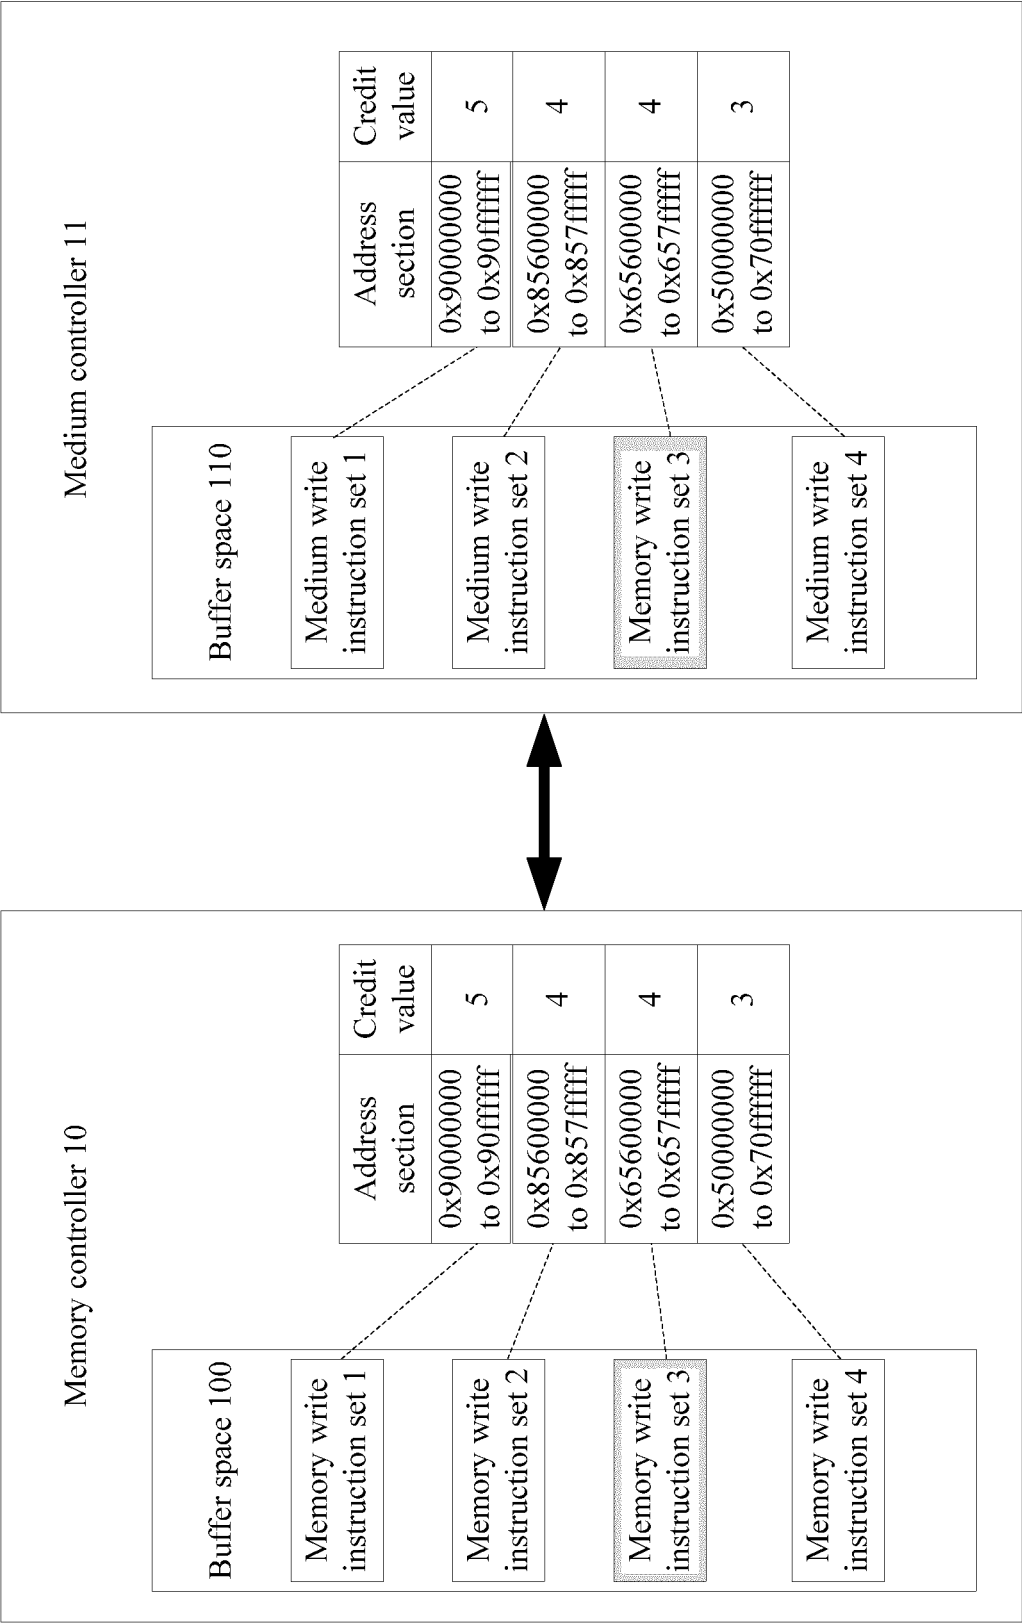 Memory controller 10
Buffer space 100
Memory write
instruction set 1
Memory write
instruction set 2
Memory write
instruction set 3
Memory write
instruction set 4
Address
section
Credit
value
0x90000000
to 0x90ffffff
5
0x85600000
to 0x857fffff
4
0x65600000
to 0x657fffff
4
0x50000000
to 0x70ffffff
3
Medium controller 11
Buffer space 110
Medium write
instruction set 1
Medium write
instruction set 2
Memory write
instruction set 3
Medium write
instruction set 4
Address
section
Credit
value
0x90000000
to 0x90ffffff
5
0x85600000
to 0x857fffff
4
0x65600000
to 0x657fffff
4
0x50000000
to 0x70ffffff
3